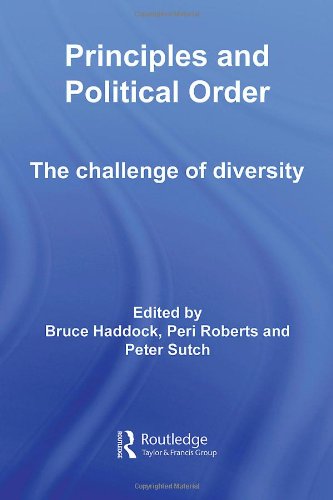 Principles and
Political Order
The challenge of diversity
Edited by
Bruce Haddock, Peri Roberts and
Peter Sutch
ROUTLEDGE
Routledge
Taylor & Francis Group